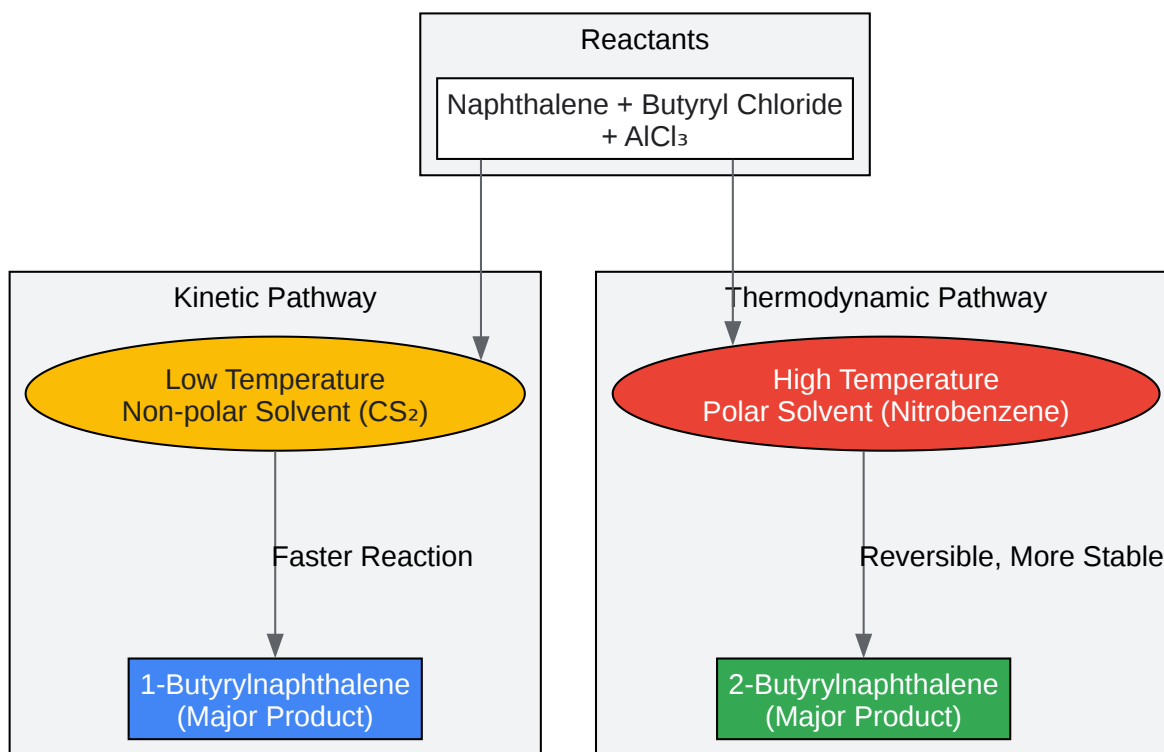 Reactants
Naphthalene + Butyryl Chloride
+ AlCl₃
Kinetic Pathway
Low Temperature
Non-polar Solvent (CS₂)
Faster Reaction
1-Butyrylnaphthalene
(Major Product)
Thermodynamic Pathway
High Temperature
Polar Solvent (Nitrobenzene)
Reversible, More Stable
2-Butyrylnaphthalene
(Major Product)